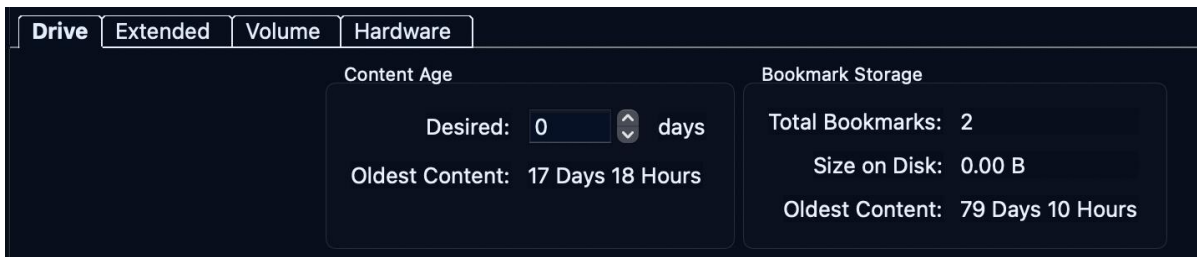 Drive Extended Volume Hardware
Content Age
Desired: 0 days
Oldest Content: 17 Days 18 Hours
Bookmark Storage
Total Bookmarks: 2
Size on Disk: 0.00 B
Oldest Content: 79 Days 10 Hours